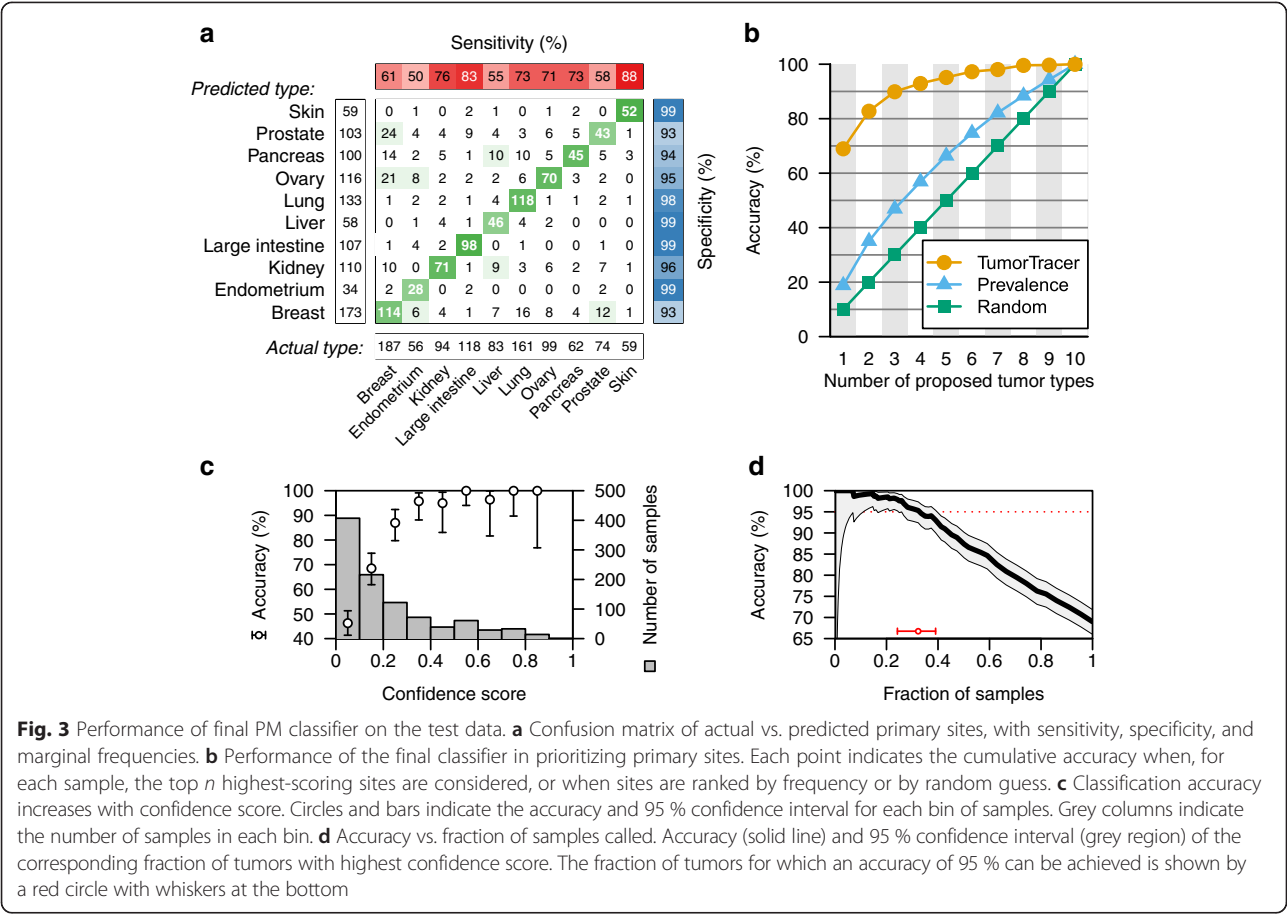 a
Sensitivity (%)
61 50 76 83 55 73 71 73 58 88
Predicted type:
Skin 59 0 1 0 2 1 0 1 2 0 52 99
Prostate 103 24 4 4 9 4 3 6 5 43 1 93
Pancreas 100 14 2 5 1 10 10 5 45 5 3 94
Ovary 116 21 8 2 2 2 6 70 3 2 0 95
Lung 133 1 2 2 1 4 118 1 1 2 1 98
Liver 58 0 1 4 1 46 4 2 0 0 0 99
Large intestine 107 1 4 2 98 0 1 0 0 1 0 99
Kidney 110 10 0 71 1 9 3 6 2 7 1 96
Endometrium 34 2 28 0 2 0 0 0 0 2 0 99
Breast 173 114 6 4 1 7 16 8 4 12 1 93
Specificity (%)
Actual type: 187 56 94 118 83 161 99 62 74 59
Breast
Endometrium
Kidney
Large intestine
Liver
Lung
Ovary
Pancreas
Prostate
Skin
b
Accuracy (%)
100
80
60
40
20
0
TumorTracer
Prevalence
Random
1 2 3 4 5 6 7 8 9 10
Number of proposed tumor types
c
Accuracy (%)
100
90
80
70
60
50
40
500
400
300
200
100
0
Number of samples
0 0.2 0.4 0.6 0.8 1
Confidence score
d
Accuracy (%)
100
95
90
85
80
75
70
65
0 0.2 0.4 0.6 0.8 1
Fraction of samples
Fig. 3 Performance of final PM classifier on the test data. a Confusion matrix of actual vs. predicted primary sites, with sensitivity, specificity, and
marginal frequencies. b Performance of the final classifier in prioritizing primary sites. Each point indicates the cumulative accuracy when, for
each sample, the top n highest-scoring sites are considered, or when sites are ranked by frequency or by random guess. c Classification accuracy
increases with confidence score. Circles and bars indicate the accuracy and 95 % confidence interval for each bin of samples. Grey columns indicate
the number of samples in each bin. d Accuracy vs. fraction of samples called. Accuracy (solid line) and 95 % confidence interval (grey region) of the
corresponding fraction of tumors with highest confidence score. The fraction of tumors for which an accuracy of 95 % can be achieved is shown by
a red circle with whiskers at the bottom